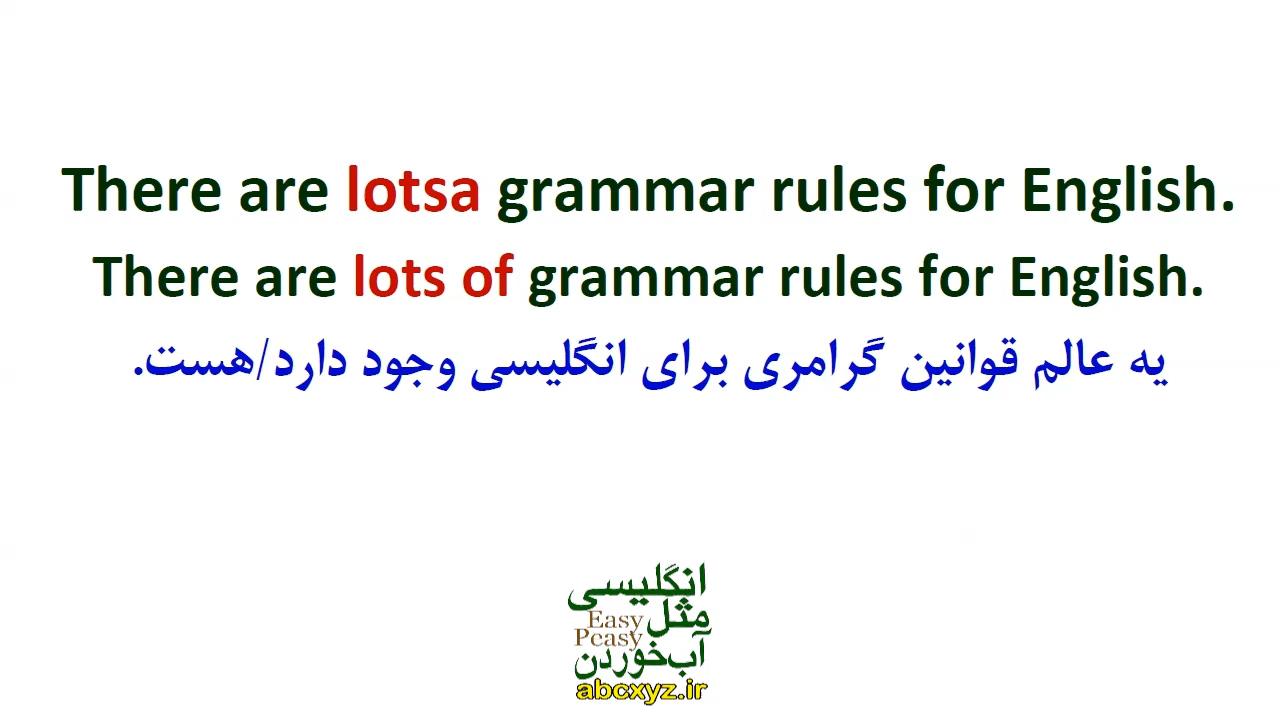 There are lotsa grammar rules for English.
There are lots of grammar rules for English.
یه عالم قوانین گرامری برای انگلیسی وجود دارد/هست.
انگلیسی
مثل
Easy
Peasy
آب‌خوردن
abcxyz.ir